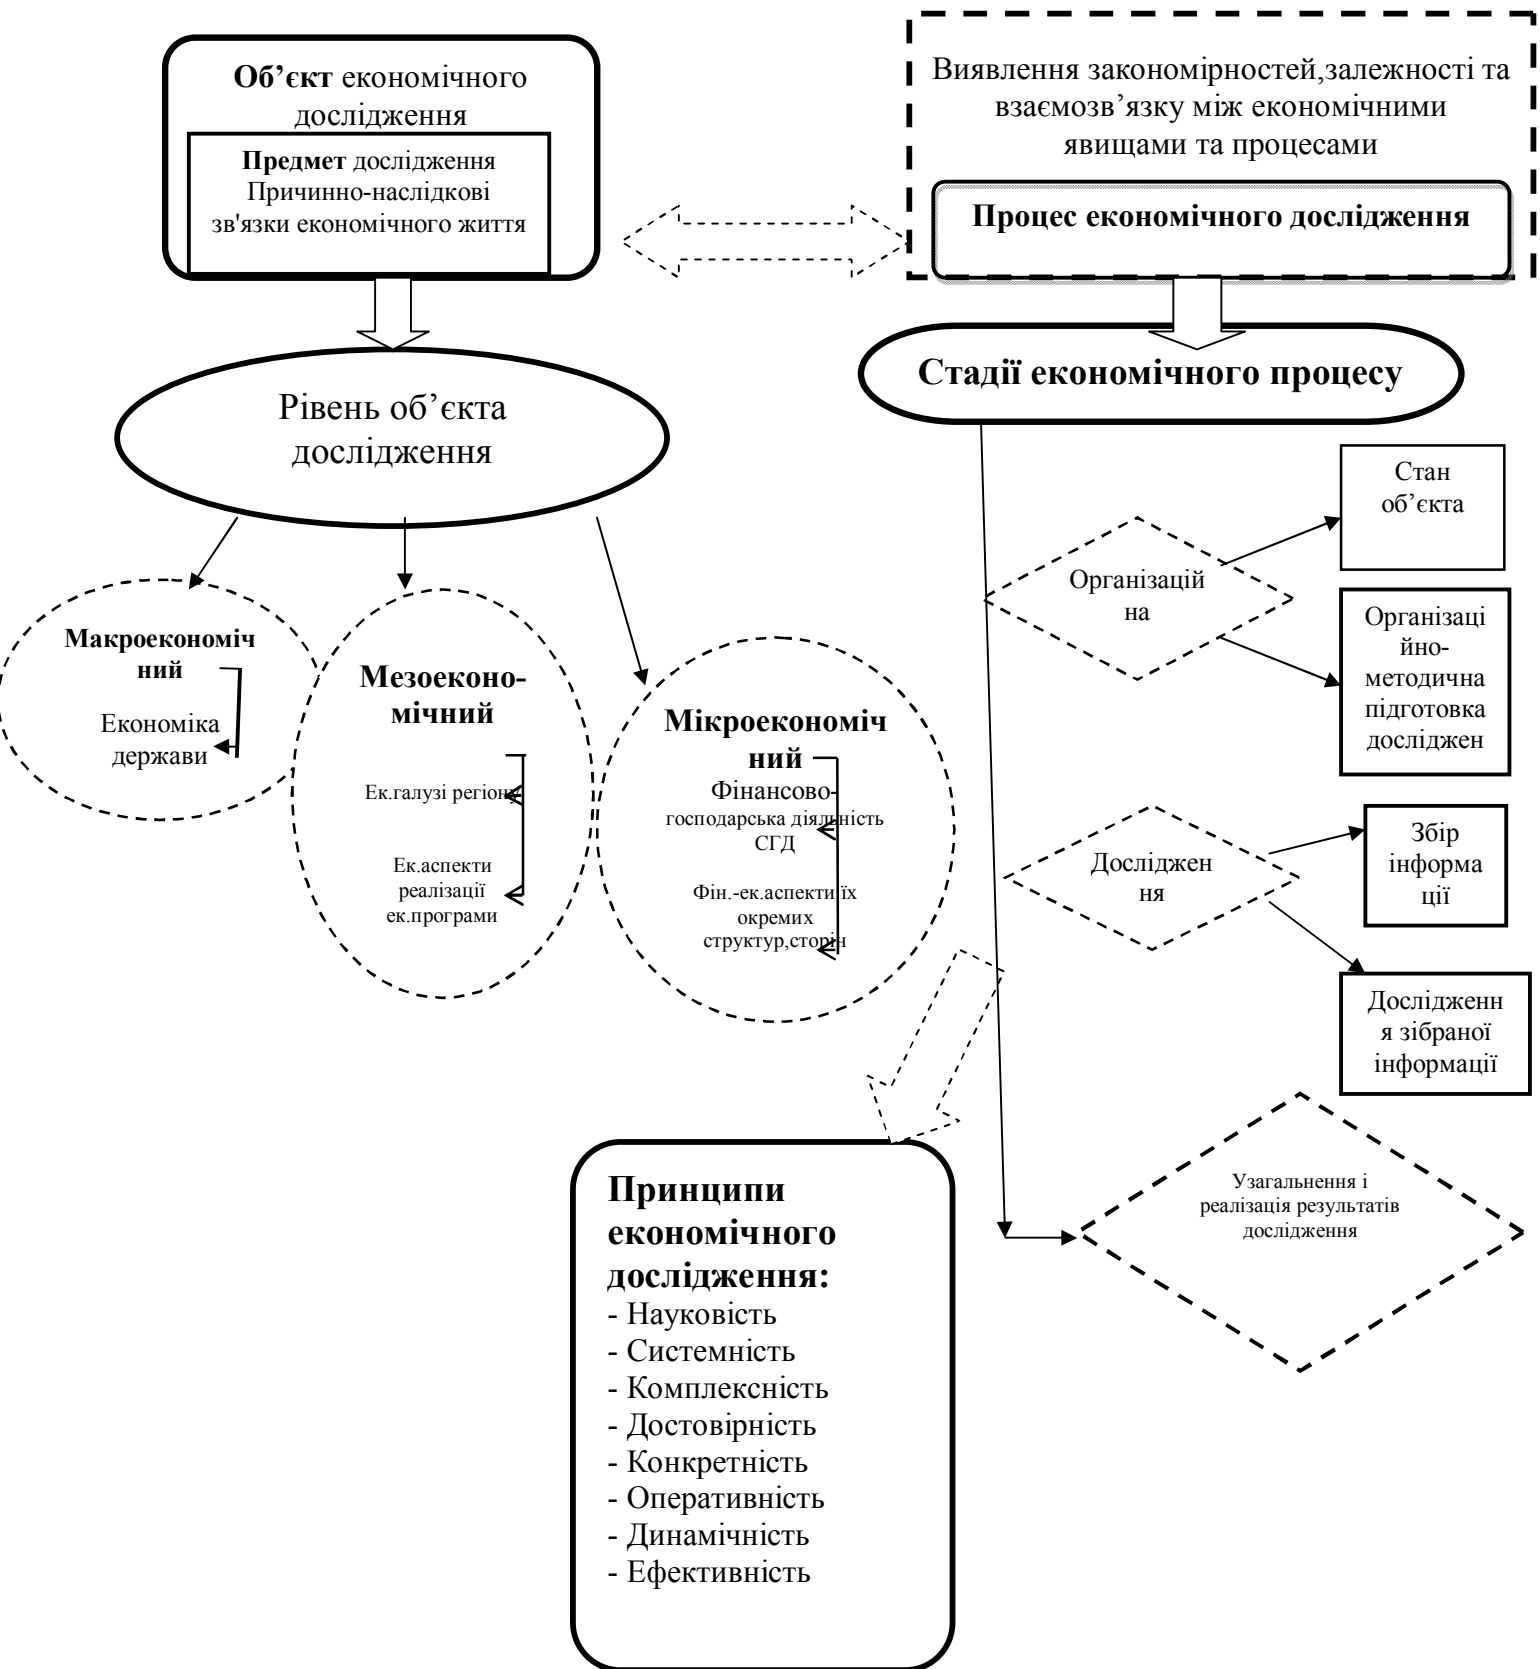 Об’єкт економічного
дослідження
Предмет дослідження
Причинно-наслідкові
зв'язки економічного життя
Виявлення закономірностей,залежності та
взаємозв’язку між економічними
явищами та процесами
Процес економічного дослідження
Рівень об’єкта
дослідження
Стадії економічного процесу
Макроекономіч
ний
Економіка
держави
Мезоеконо-
мічний
Ек.галузі регіону
Ек.аспекти
реалізації
ек.програми
Мікроекономіч
ний
Фінансово-
господарська діяльність
СГД
Фін.-ек.аспекти їх
окремих
структур,сторін
Організацій
на
Стан
об’єкта
Організаці
йно-
методична
підготовка
досліджен
Досліджен
ня
Збір
інформа
ції
Дослідженн
я зібраної
інформації
Узагальнення і
реалізація результатів
дослідження
Принципи
економічного
дослідження:
- Науковість
- Системність
- Комплексність
- Достовірність
- Конкретність
- Оперативність
- Динамічність
- Ефективність